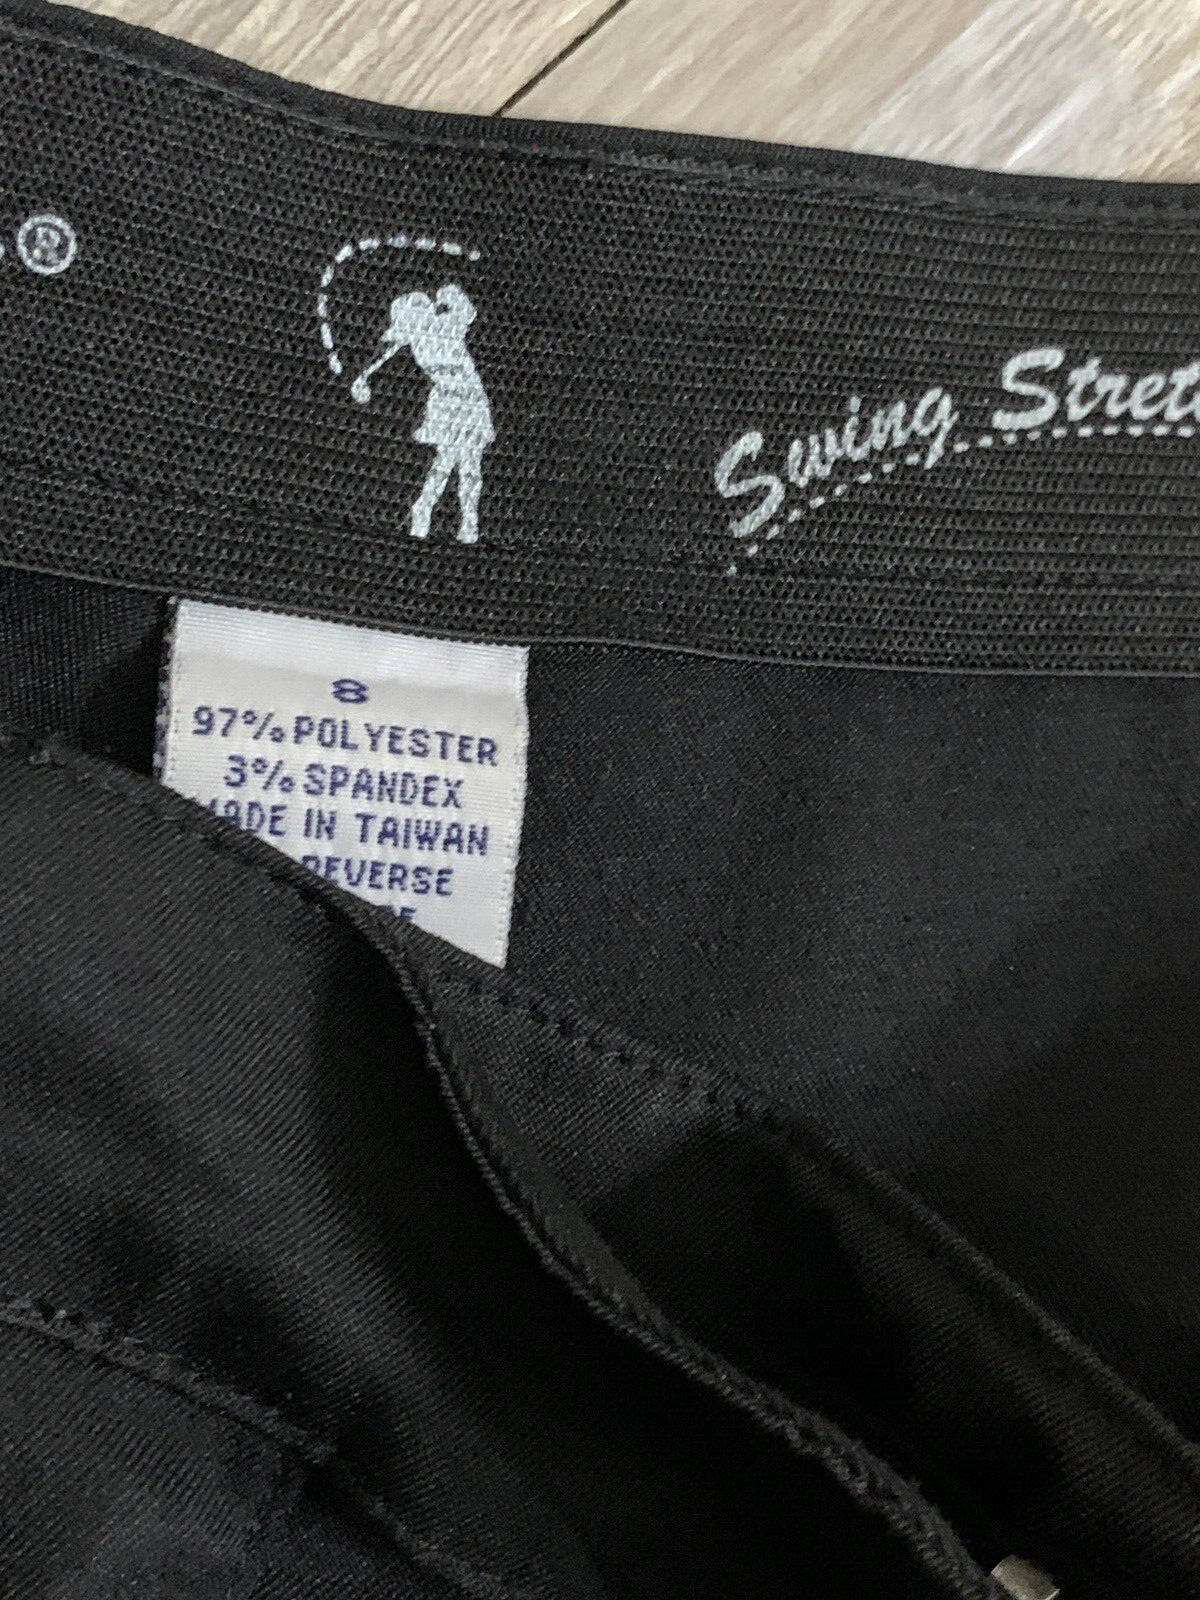 ®
Swing Stret
8
97% POLYESTER
3% SPANDEX
MADE IN TAIWAN
REVERSE